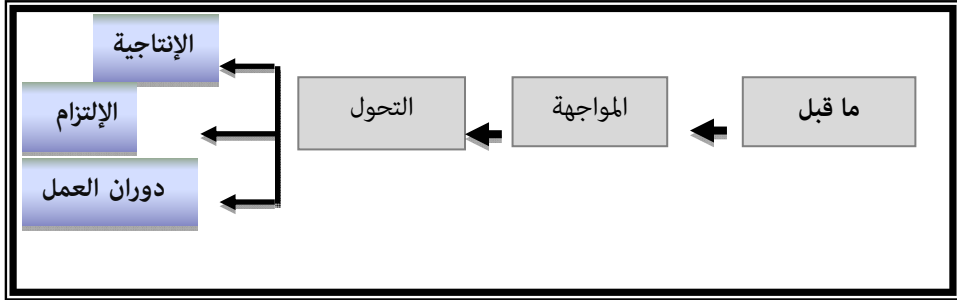 ما قبل
المواجهة
التحول
الإنتاجية
الإلتزام
دوران العمل